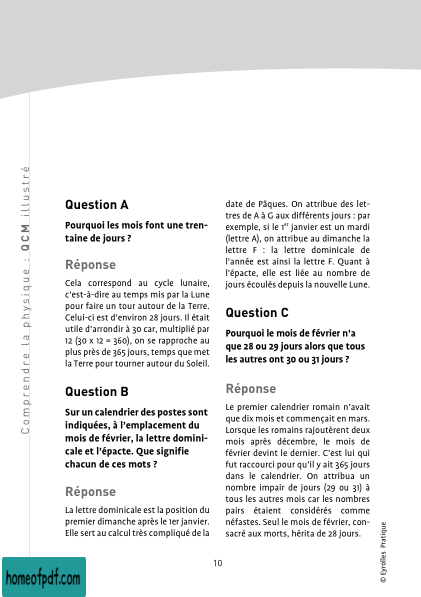 Comprendre la physique : QCM illustré
Question A
Pourquoi les mois font une tren-
taine de jours ?
Réponse
Cela correspond au cycle lunaire,
c'est-à-dire au temps mis par la Lune
pour faire un tour autour de la Terre.
Celui-ci est d'environ 28 jours. Il était
utile d'arrondir à 30 car, multiplié par
12 (30 x 12 = 360), on se rapproche au
plus près de 365 jours, temps que met
la Terre pour tourner autour du Soleil.
Question B
Sur un calendrier des postes sont
indiquées, à l'emplacement du
mois de février, la lettre domini-
cale et l'épacte. Que signifie
chacun de ces mots ?
Réponse
La lettre dominicale est la position du
premier dimanche après le 1er janvier.
Elle sert au calcul très compliqué de la
date de Pâques. On attribue des let-
tres de A à G aux différents jours : par
exemple, si le 1er janvier est un mardi
(lettre A), on attribue au dimanche la
lettre F : la lettre dominicale de
l'année est ainsi la lettre F. Quant à
l'épacte, elle est liée au nombre de
jours écoulés depuis la nouvelle Lune.
Question C
Pourquoi le mois de février n'a
que 28 ou 29 jours alors que tous
les autres ont 30 ou 31 jours ?
Réponse
Le premier calendrier romain n'avait
que dix mois et commençait en mars.
Lorsque les romains rajoutèrent deux
mois après décembre, le mois de
février devint le dernier. C'est lui qui
fut raccourci pour qu'il y ait 365 jours
dans le calendrier. On attribua un
nombre impair de jours (29 ou 31) à
tous les autres mois car les nombres
pairs étaient considérés comme
néfastes. Seul le mois de février, con-
sacré aux morts, hérita de 28 jours.
10
© Eyrolles Pratique
homeofpdf.com